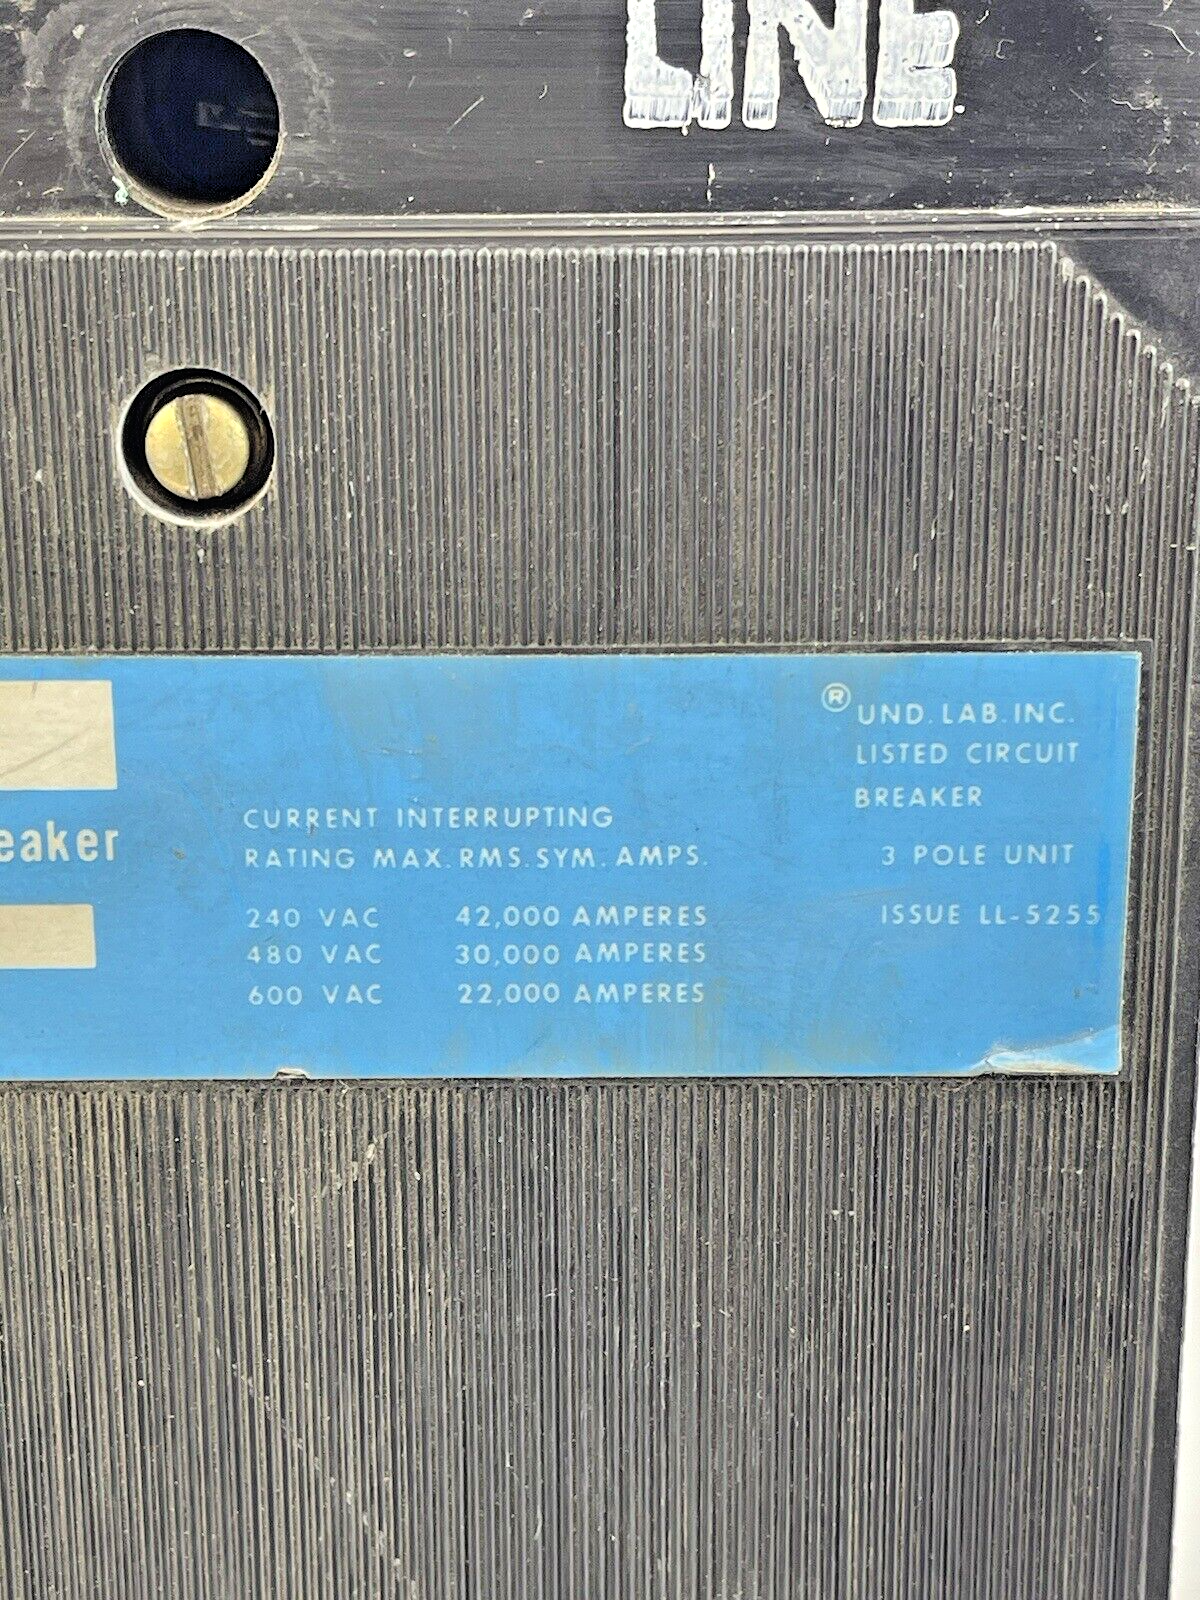 LINE
eaker
CURRENT INTERRUPTING
RATING MAX. RMS. SYM. AMPS.
240 VAC 42,000 AMPERES
480 VAC 30,000 AMPERES
600 VAC 22,000 AMPERES
® UND. LAB. INC.
LISTED CIRCUIT
BREAKER
3 POLE UNIT
ISSUE LL-5255